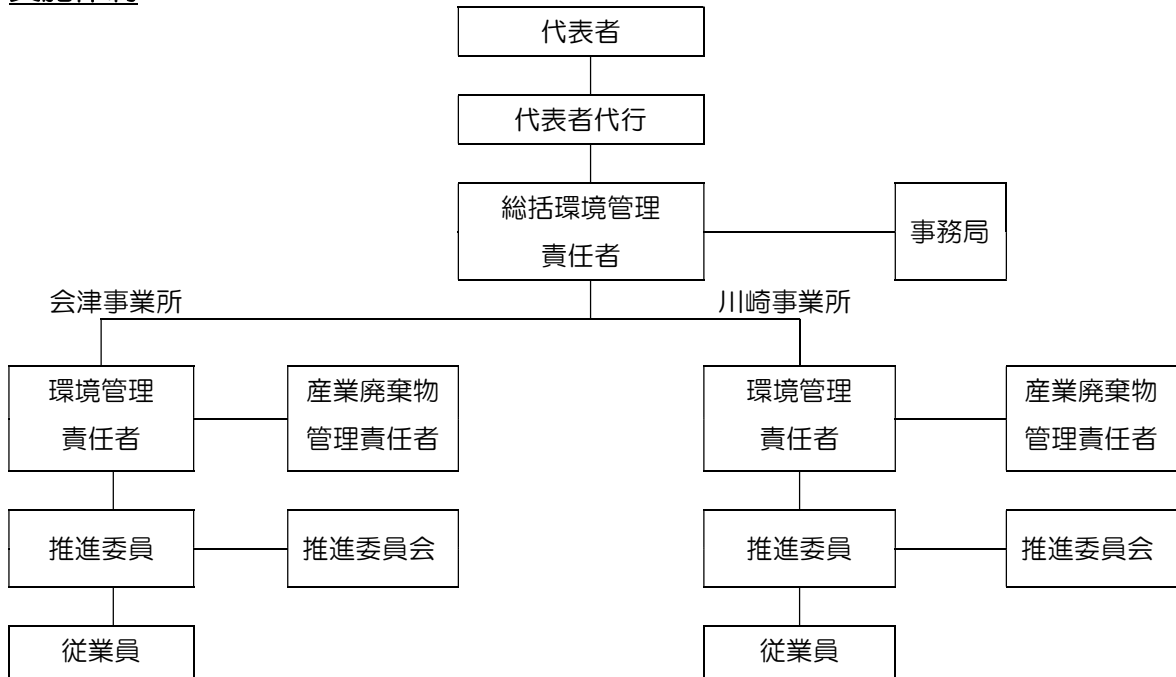 代表者
代表者代行
総括環境管理
責任者
事務局
会津事業所
川崎事業所
環境管理
責任者
産業廃棄物
管理責任者
環境管理
責任者
産業廃棄物
管理責任者
推進委員
推進委員会
推進委員
推進委員会
従業員
従業員